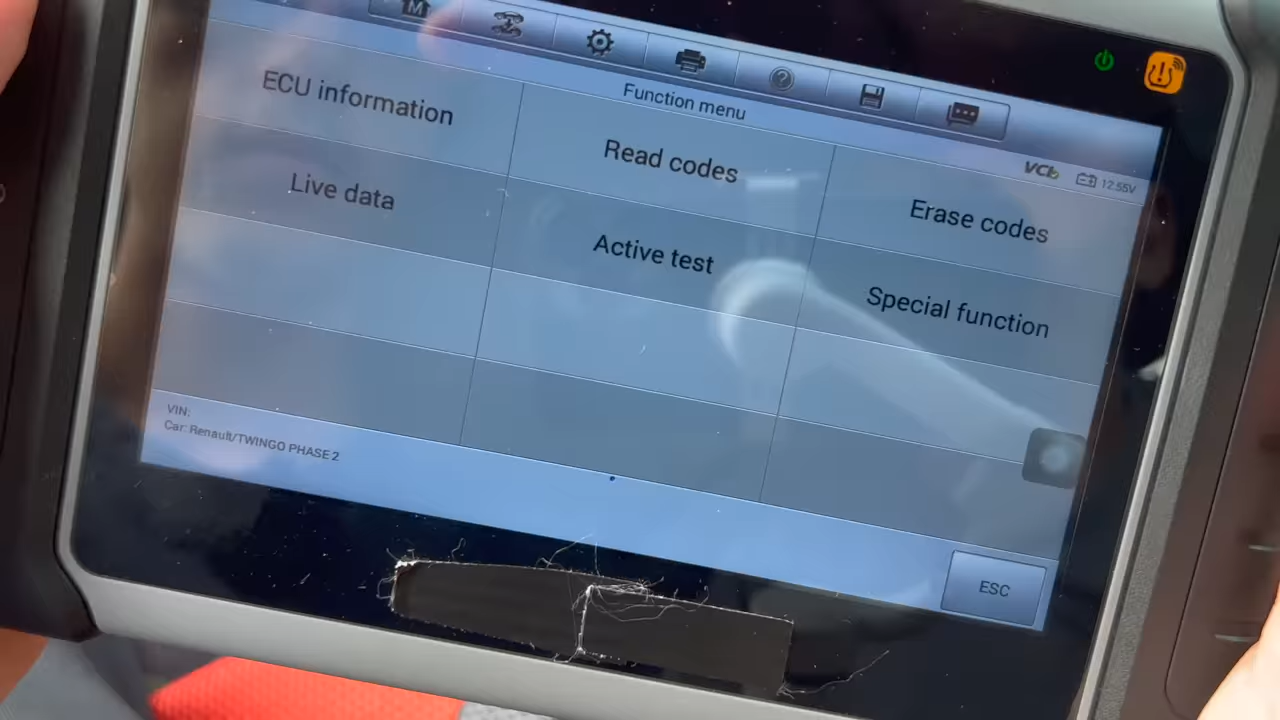 M
Function menu
VCI
12.55V
ECU information
Read codes
Erase codes
Live data
Active test
Special function
VIN:
Car: Renault/TWINGO PHASE 2
ESC